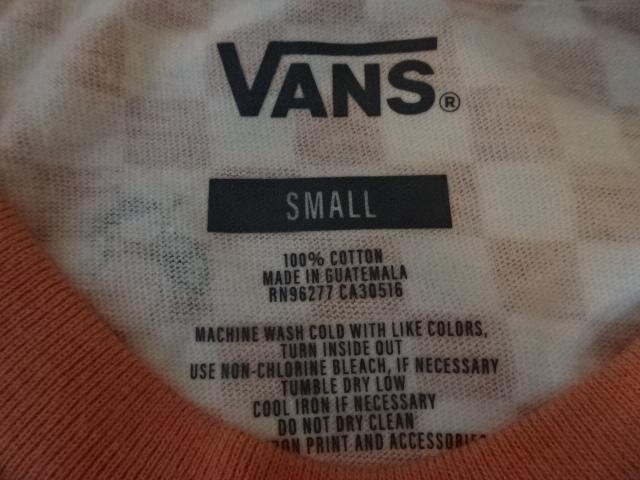 VANS®
SMALL
100% COTTON
MADE IN GUATEMALA
RN96277 CA30516
MACHINE WASH COLD WITH LIKE COLORS,
TURN INSIDE OUT
USE NON-CHLORINE BLEACH, IF NECESSARY
TUMBLE DRY LOW
COOL IRON IF NECESSARY
DO NOT DRY CLEAN
PRINT AND